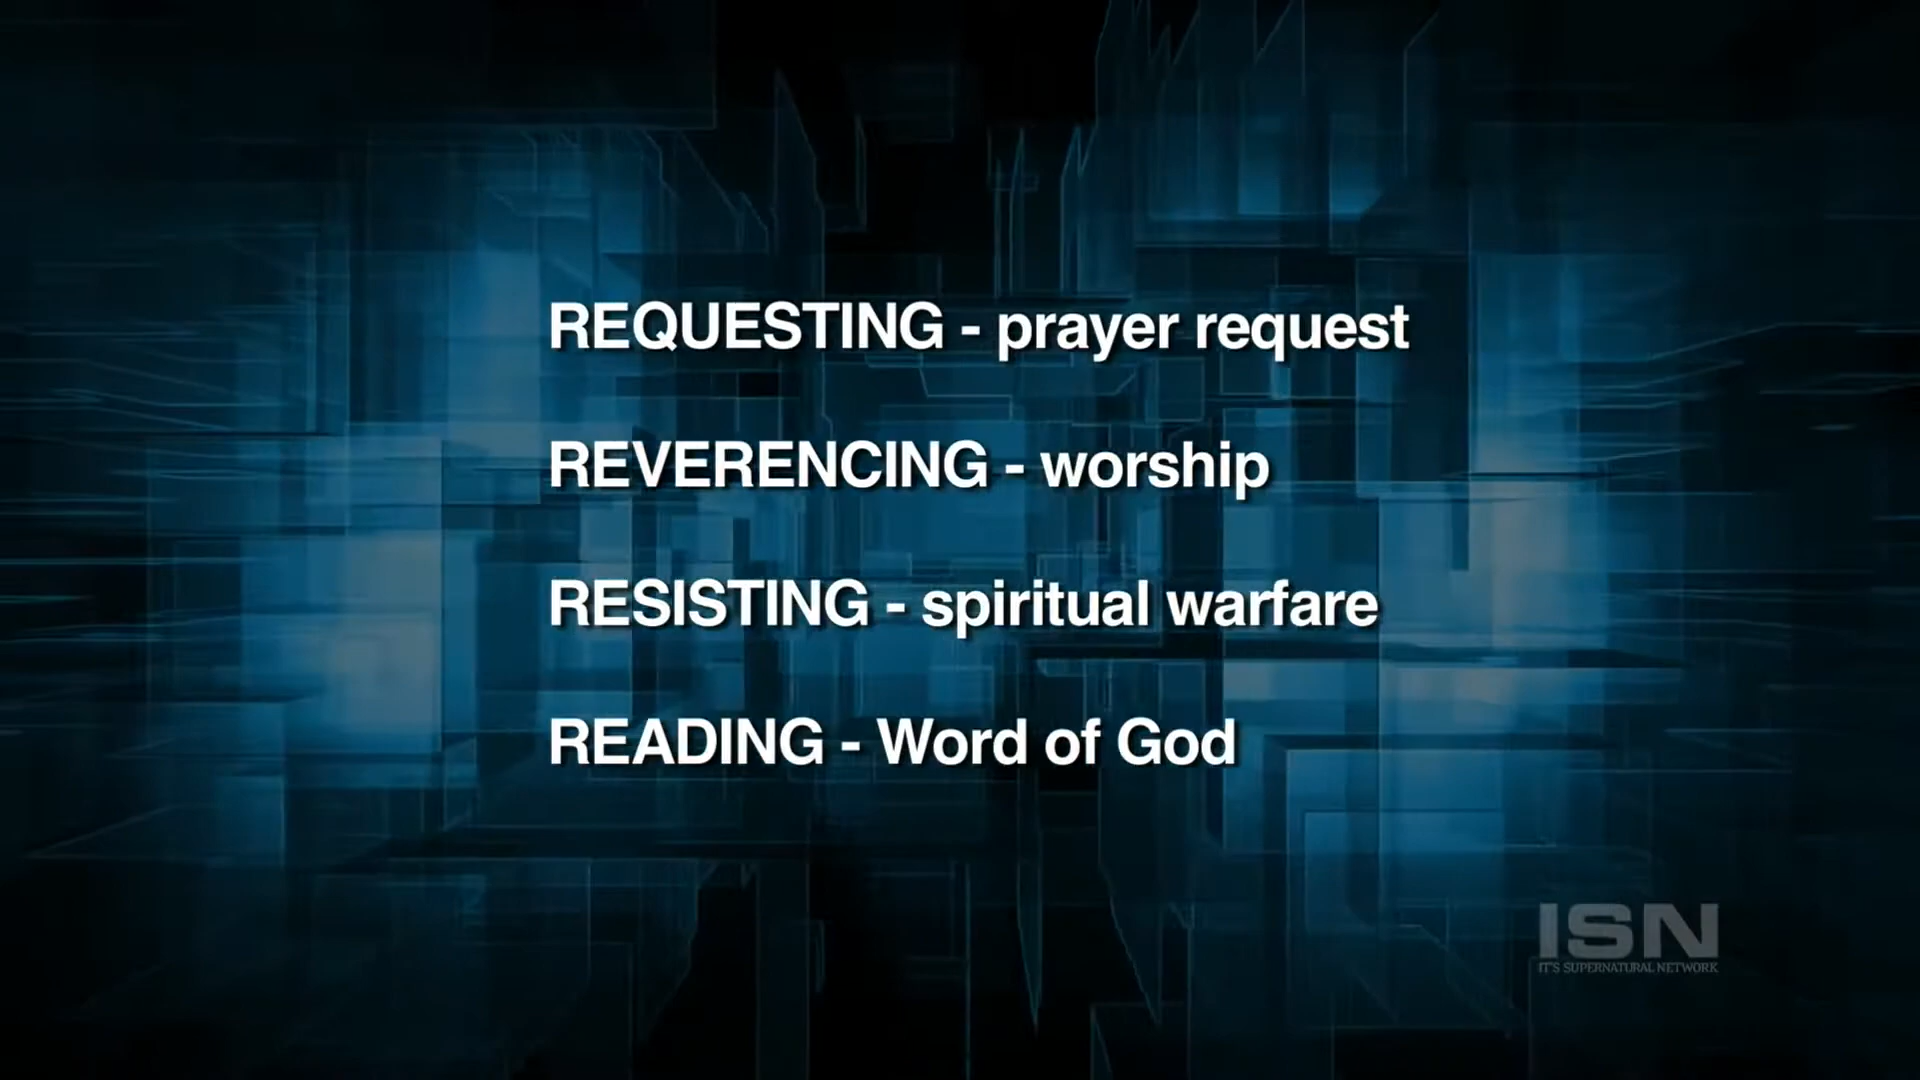 REQUESTING - prayer request
REVERENCING - worship
RESISTING - spiritual warfare
READING - Word of God
ISN
IT'S SUPERNATURAL NETWORK